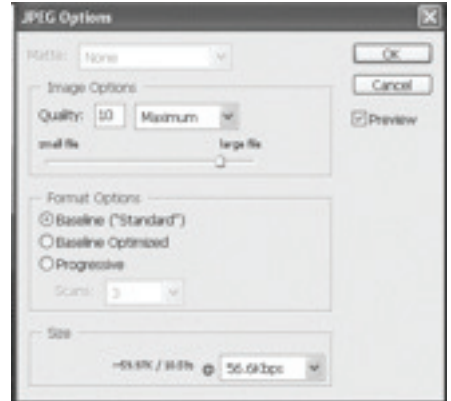 JPEG Options
Matte: None
OK
Cancel
Preview
Image Options
Quality: 10 Maximum
small file large file
Format Options
Baseline ("Standard")
Baseline Optimized
Progressive
Scans: 3
Size
@ 56.6Kbps